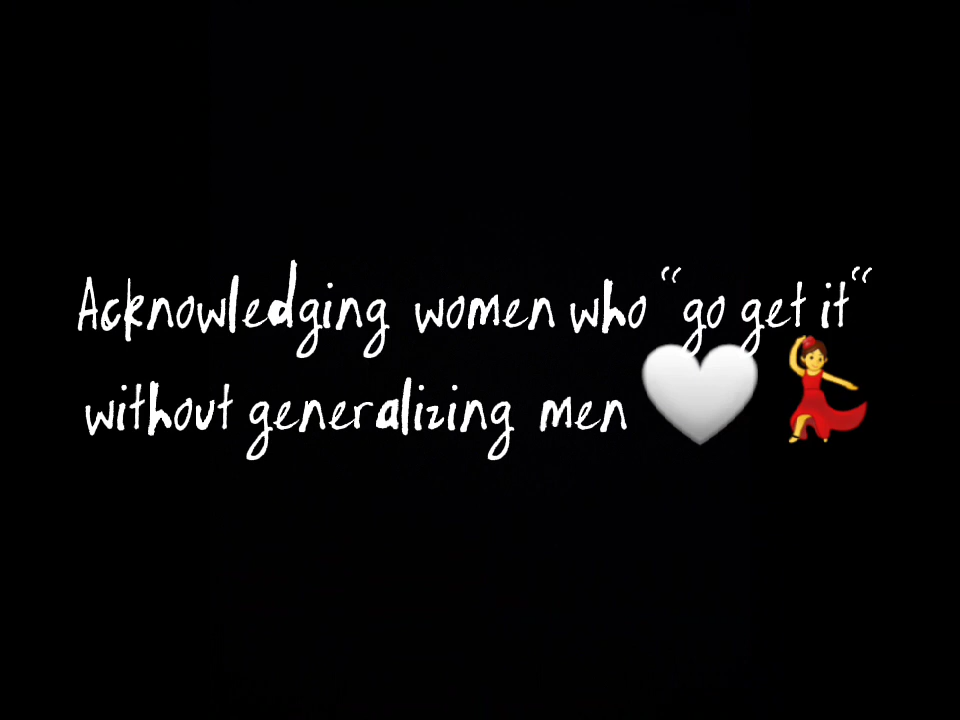 Acknowledging women who “go get it“
without generalizing men 🤍💃